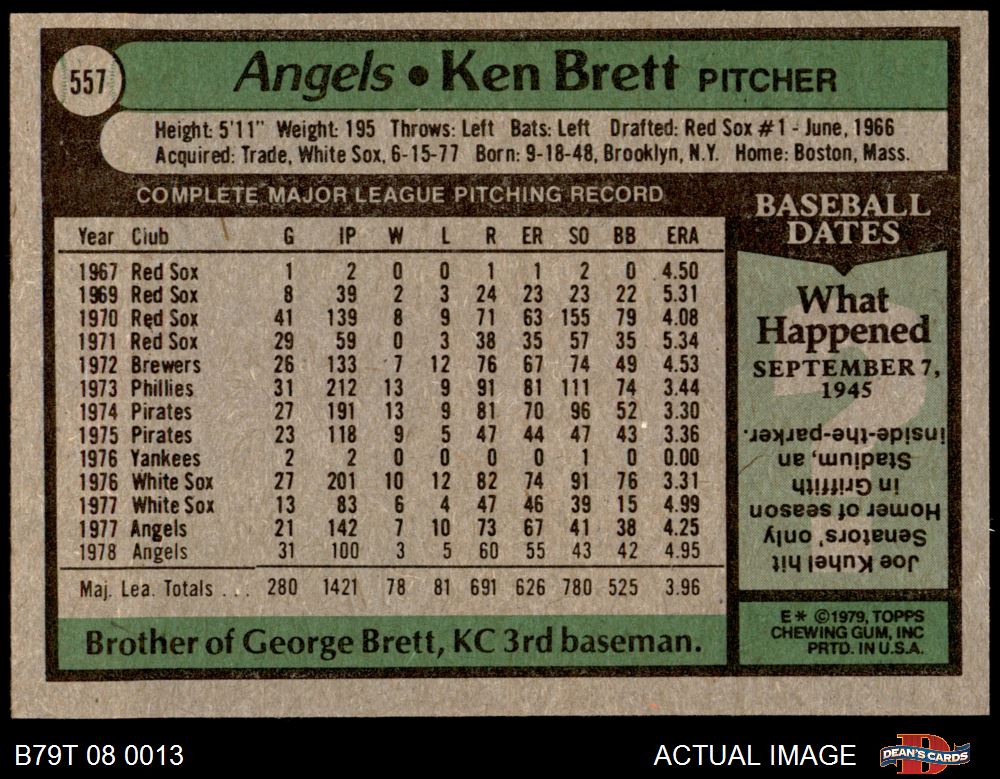 557
Angels • Ken Brett PITCHER
Height: 5'11" Weight: 195 Throws: Left Bats: Left Drafted: Red Sox #1 - June, 1966
Acquired: Trade, White Sox, 6-15-77 Born: 9-18-48, Brooklyn, N.Y. Home: Boston, Mass.
COMPLETE MAJOR LEAGUE PITCHING RECORD
Year Club G IP W L R ER SO BB ERA
1967 Red Sox 1 2 0 0 1 1 2 0 4.50
1969 Red Sox 8 39 2 3 24 23 23 22 5.31
1970 Red Sox 41 139 8 9 71 63 155 79 4.08
1971 Red Sox 29 59 0 3 38 35 57 35 5.34
1972 Brewers 26 133 7 12 76 67 74 49 4.53
1973 Phillies 31 212 13 9 91 81 111 74 3.44
1974 Pirates 27 191 13 9 81 70 96 52 3.30
1975 Pirates 23 118 9 5 47 44 47 43 3.36
1976 Yankees 2 2 0 0 0 0 1 0 0.00
1976 White Sox 27 201 10 12 82 74 91 76 3.31
1977 White Sox 13 83 6 4 47 46 39 15 4.99
1977 Angels 21 142 7 10 73 67 41 38 4.25
1978 Angels 31 100 3 5 60 55 43 42 4.95
Maj. Lea. Totals . . . 280 1421 78 81 691 626 780 525 3.96
Brother of George Brett, KC 3rd baseman.
BASEBALL
DATES
What
Happened
SEPTEMBER 7,
1945
Joe Kuhel hit
Senators' only
Homer of season
in Griffith
Stadium, an
inside-the-parker.
E* ©1979, TOPPS
CHEWING GUM, INC
PRTD. IN U.S.A.
B79T 08 0013
ACTUAL IMAGE
DEAN'S CARDS